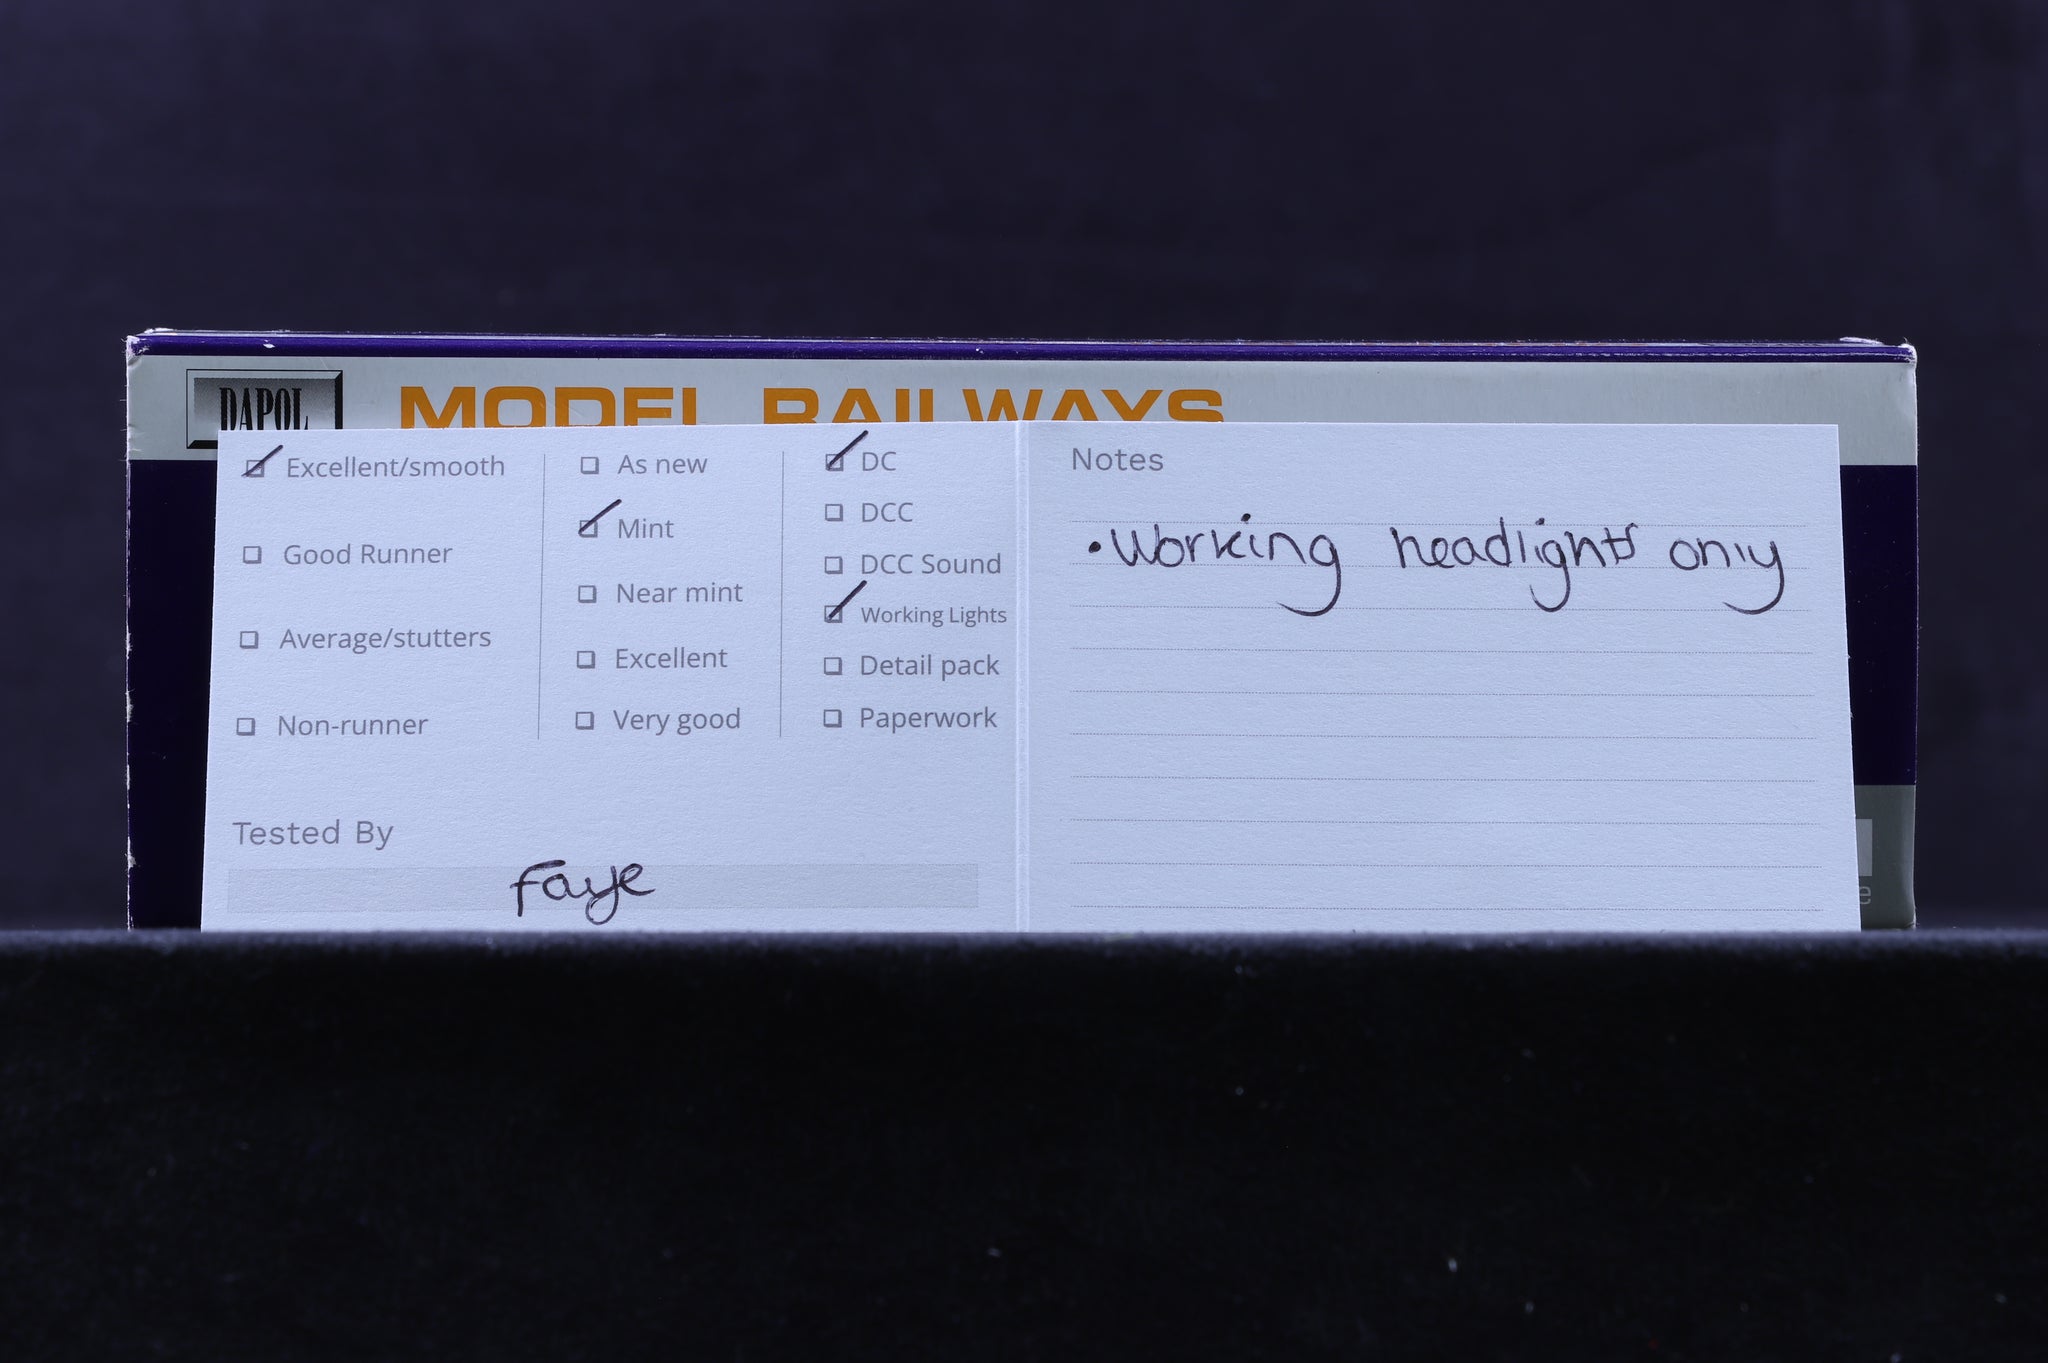 DAPOL
MODEL RAILWAYS
Excellent/smooth
Good Runner
Average/stutters
Non-runner
As new
Mint
Near mint
Excellent
Very good
DC
DCC
DCC Sound
Working Lights
Detail pack
Paperwork
Tested By
Faye
Notes
• Working headlights only